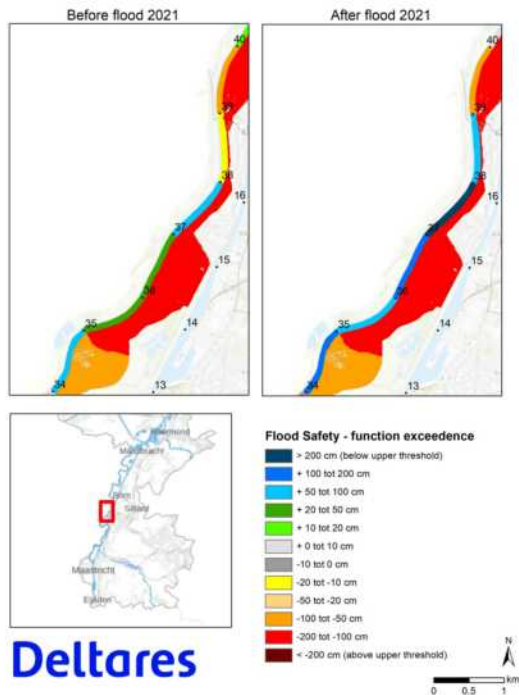 Before flood 2021
After flood 2021
40
39
38
16
37
15
36
35
14
34
13
40
39
38
16
37
15
36
35
14
34
13
Roermond
Maasbracht
Born
Sittard
Maastricht
Eijsden
Flood Safety - function exceedence
> 200 cm (below upper threshold)
+ 100 tot 200 cm
+ 50 tot 100 cm
+ 20 tot 50 cm
+ 10 tot 20 cm
+ 0 tot 10 cm
-10 tot 0 cm
-20 tot -10 cm
-50 tot -20 cm
-100 tot -50 cm
-200 tot -100 cm
< -200 cm (above upper threshold)
Deltares
N
km
0 0.5 1